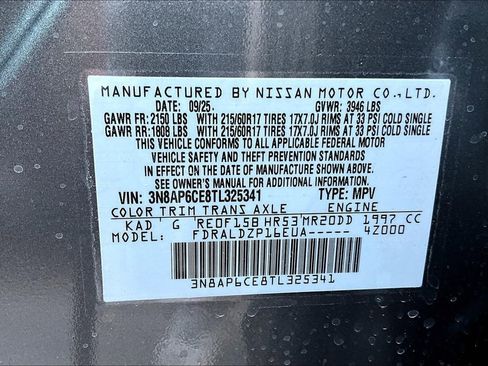 MANUFACTURED BY NISSAN MOTOR CO.,LTD.
DATE 09/25. GVWR: 3946 LBS
GAWR FR: 2150 LBS WITH 215/60R17 TIRES 17X7.0J RIMS AT 33 PSI COLD SINGLE
GAWR RR: 1808 LBS WITH 215/60R17 TIRES 17X7.0J RIMS AT 33 PSI COLD SINGLE
THIS VEHICLE CONFORMS TO ALL APPLICABLE FEDERAL MOTOR
VEHICLE SAFETY AND THEFT PREVENTION STANDARDS
IN EFFECT ON THE DATE OF MANUFACTURE SHOWN ABOVE.
SEE OWNER'S MANUAL FOR ADDITIONAL INFORMATION.
VIN: 3N8AP6CE8TL325341 TYPE: MPV
COLOR TRIM TRANS AXLE ENGINE
KAD G RE0F15B HR53 MR20DD 1997 CC
MODEL: FDRALDZP16EUA----- 4Z000
3N8AP6CE8TL325341